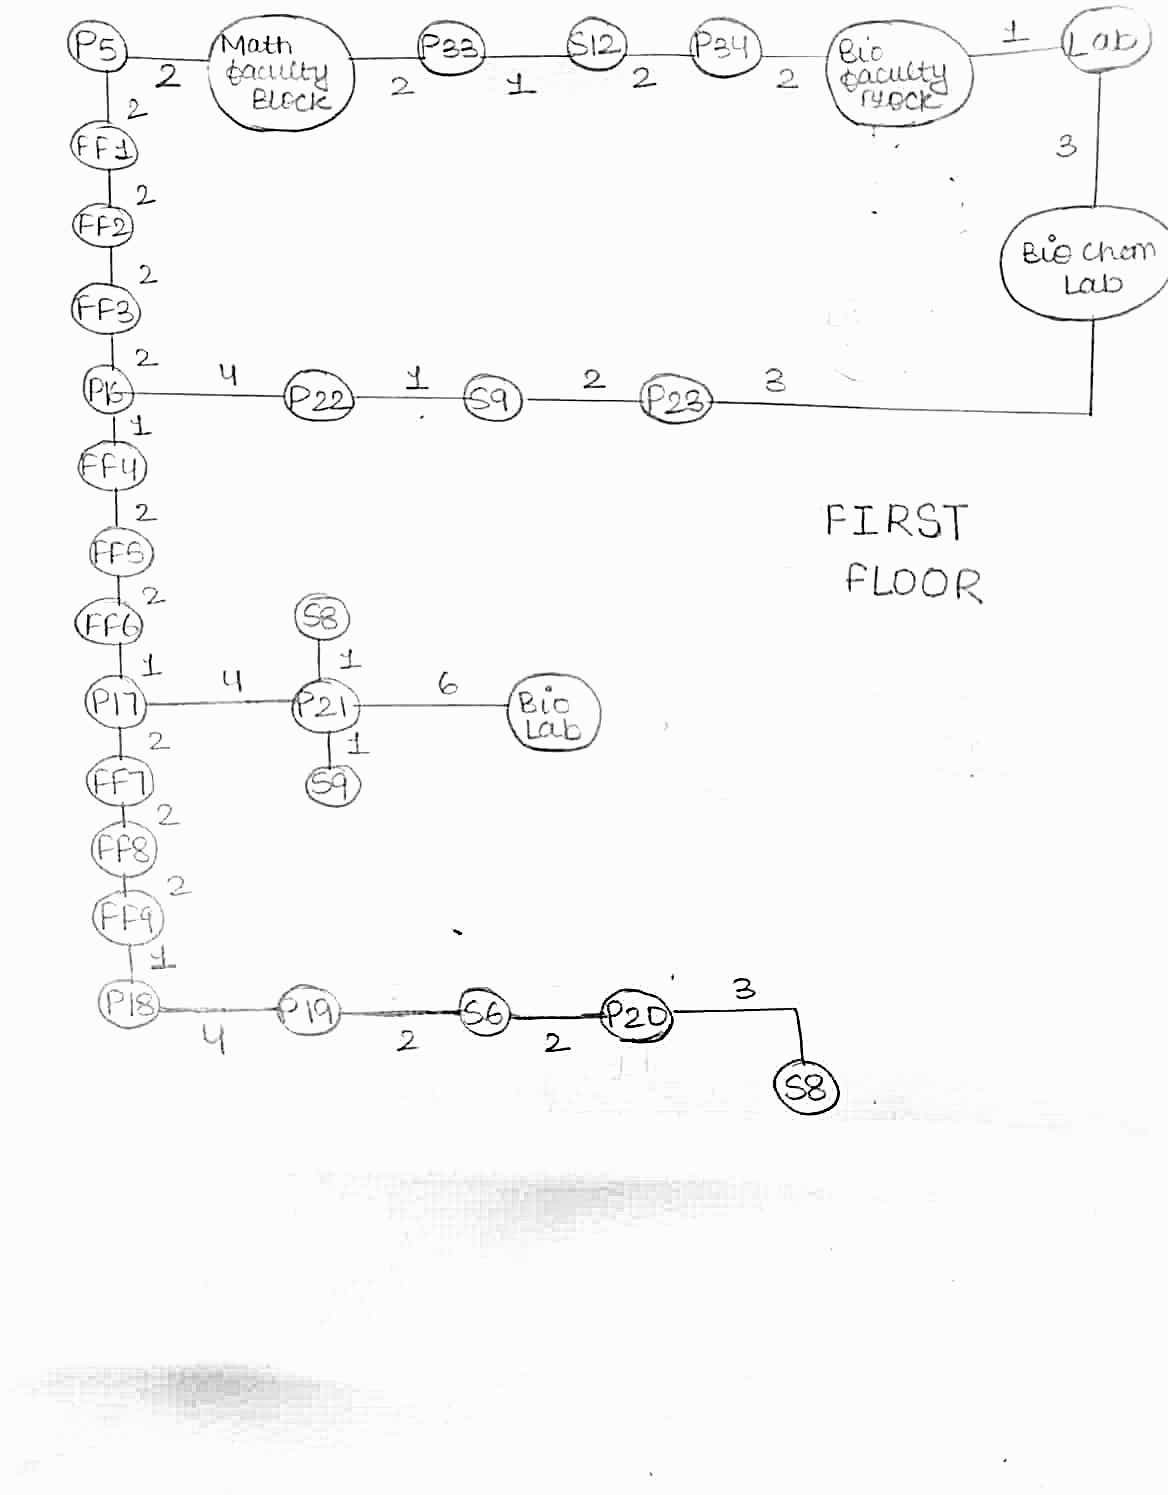 P5
2
Math
faculty
Block
2
P33
1
S12
2
P34
2
Bio
faculty
Block
1
Lab
2
FF1
3
2
FF2
Bio Chem
Lab
2
FF3
2
P16
4
P22
1
S9
2
P23
3
1
FF4
2
FIRST
FLOOR
FF5
2
FF6
S8
1
1
P17
4
P21
6
Bio
Lab
2
1
FF7
S9
2
FF8
2
FF9
1
P18
4
P19
2
S6
2
P20
3
S8